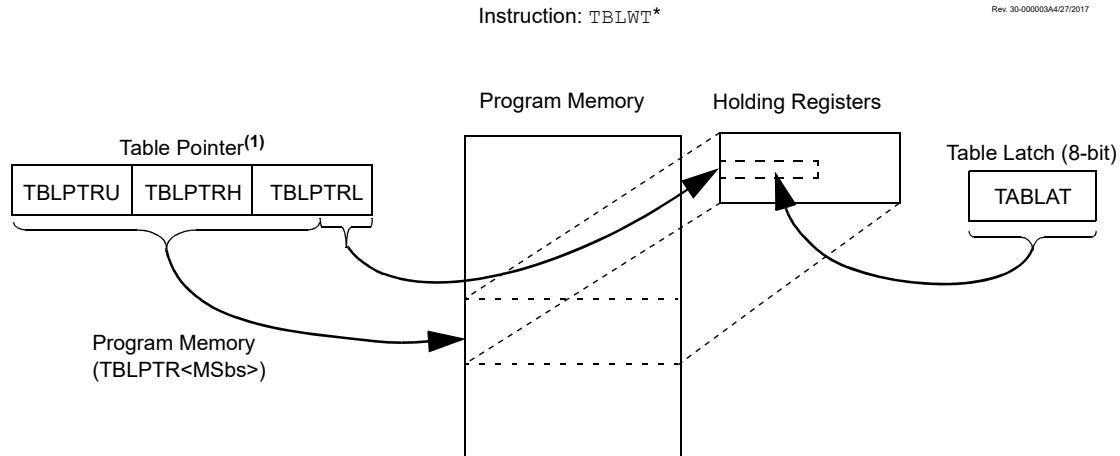 Instruction: TBLWT*
Rev. 30-000003A4/27/2017
Program Memory
Holding Registers
Table Pointer(1)
Table Latch (8-bit)
TBLPTRU
TBLPTRH
TBLPTRL
TABLAT
Program Memory
(TBLPTR<MSbs>)